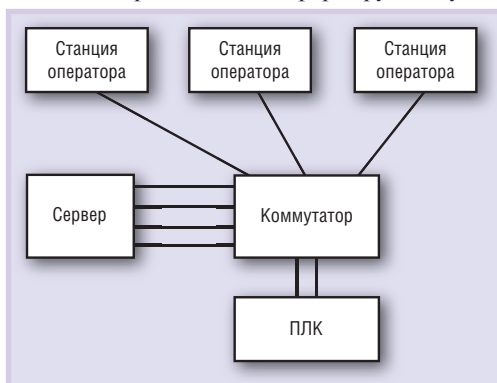 Станция
оператора
Станция
оператора
Станция
оператора
Сервер
Коммутатор
ПЛК